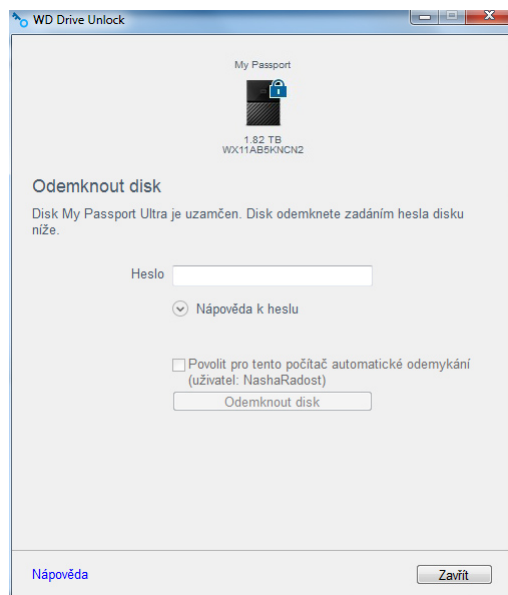 WD Drive Unlock
My Passport
1.82 TB
WX11AB5KNCN2
Odemknout disk
Disk My Passport Ultra je uzamčen. Disk odemknete zadáním hesla disku
níže.
Heslo
Nápověda k heslu
Povolit pro tento počítač automatické odemykání
(uživatel: NashaRadost)
Odemknout disk
Nápověda
Zavřít